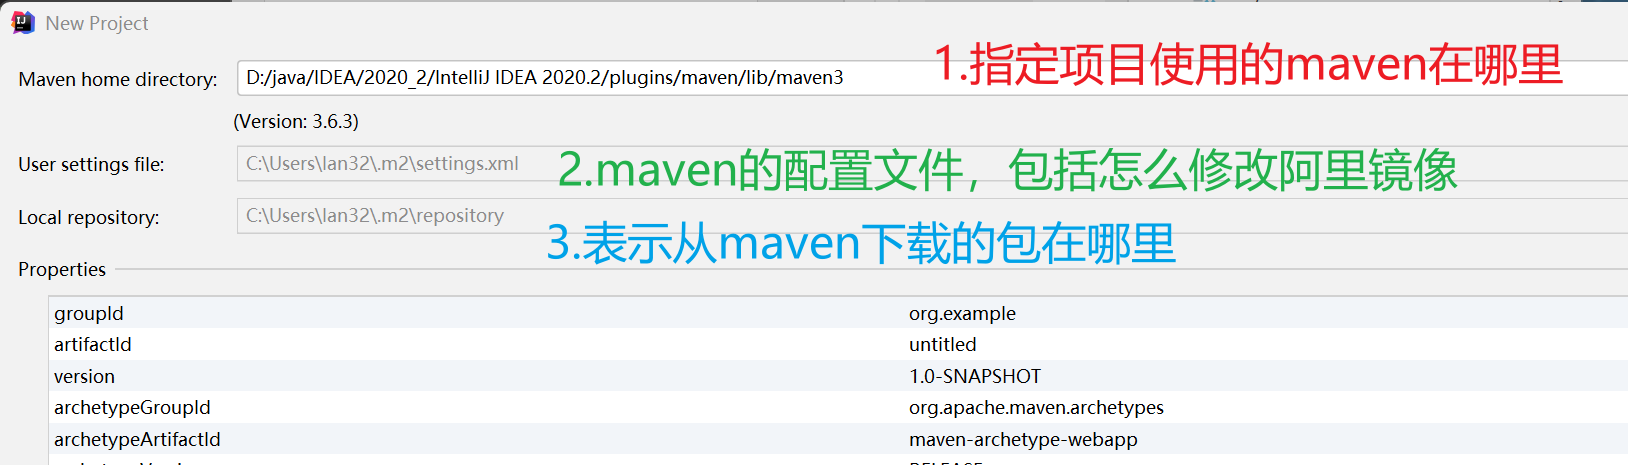 New Project
Maven home directory: D:/java/IDEA/2020_2/IntelliJ IDEA 2020.2/plugins/maven/lib/maven3 1.指定项目使用的maven在哪里
(Version: 3.6.3)
User settings file: C:\Users\lan32\.m2\settings.xml 2.maven的配置文件，包括怎么修改阿里镜像
Local repository: C:\Users\lan32\.m2\repository
3.表示从maven下载的包在哪里
Properties
groupId org.example
artifactId untitled
version 1.0-SNAPSHOT
archetypeGroupId org.apache.maven.archetypes
archetypeArtifactId maven-archetype-webapp